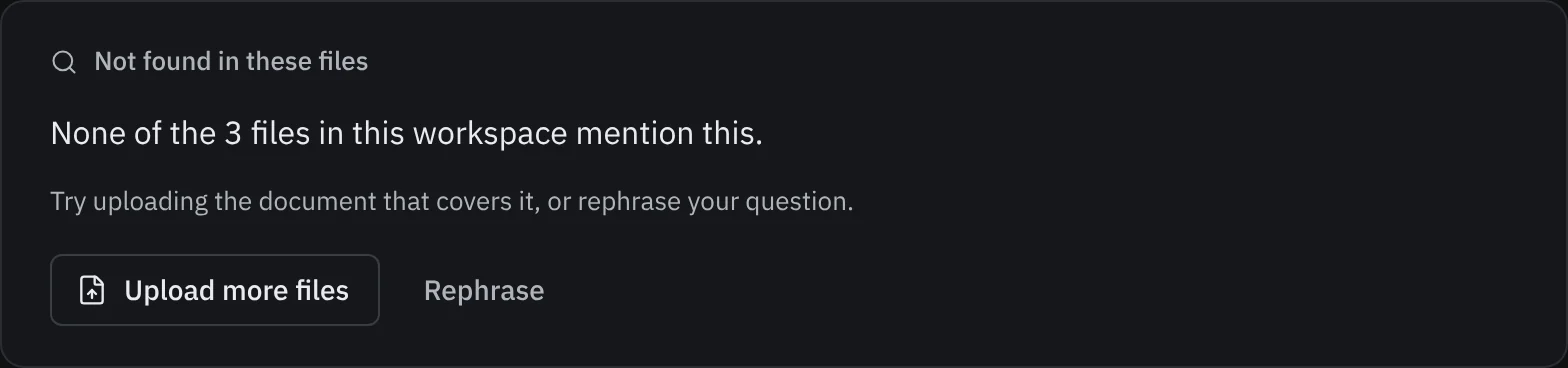 Not found in these files
None of the 3 files in this workspace mention this.
Try uploading the document that covers it, or rephrase your question.
Upload more files
Rephrase